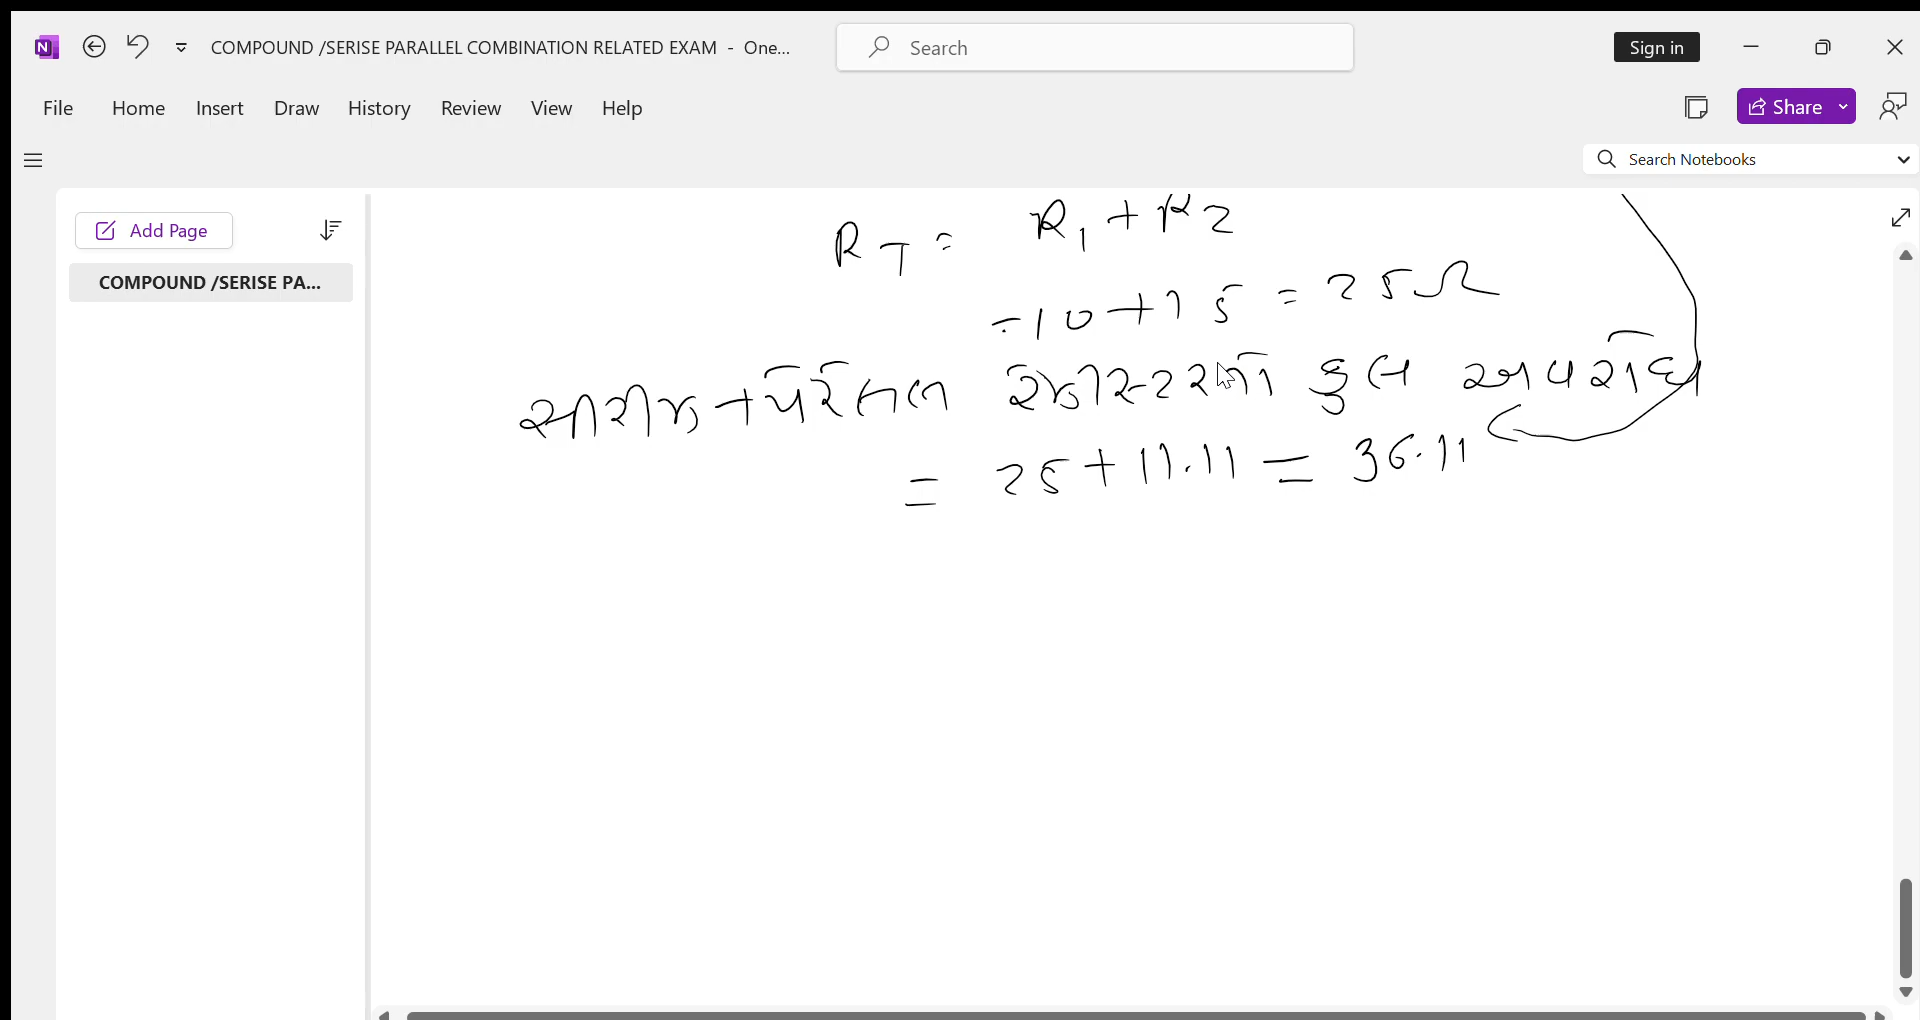 COMPOUND /SERISE PARALLEL COMBINATION RELATED EXAM - One...
Search
Sign in
File Home Insert Draw History Review View Help
Share
Search Notebooks
Add Page
COMPOUND /SERISE PA...
R T = R1 + R2
= 10 + 15 = 25Ω
+ કુલ
= 25 + 11.11 = 36.11